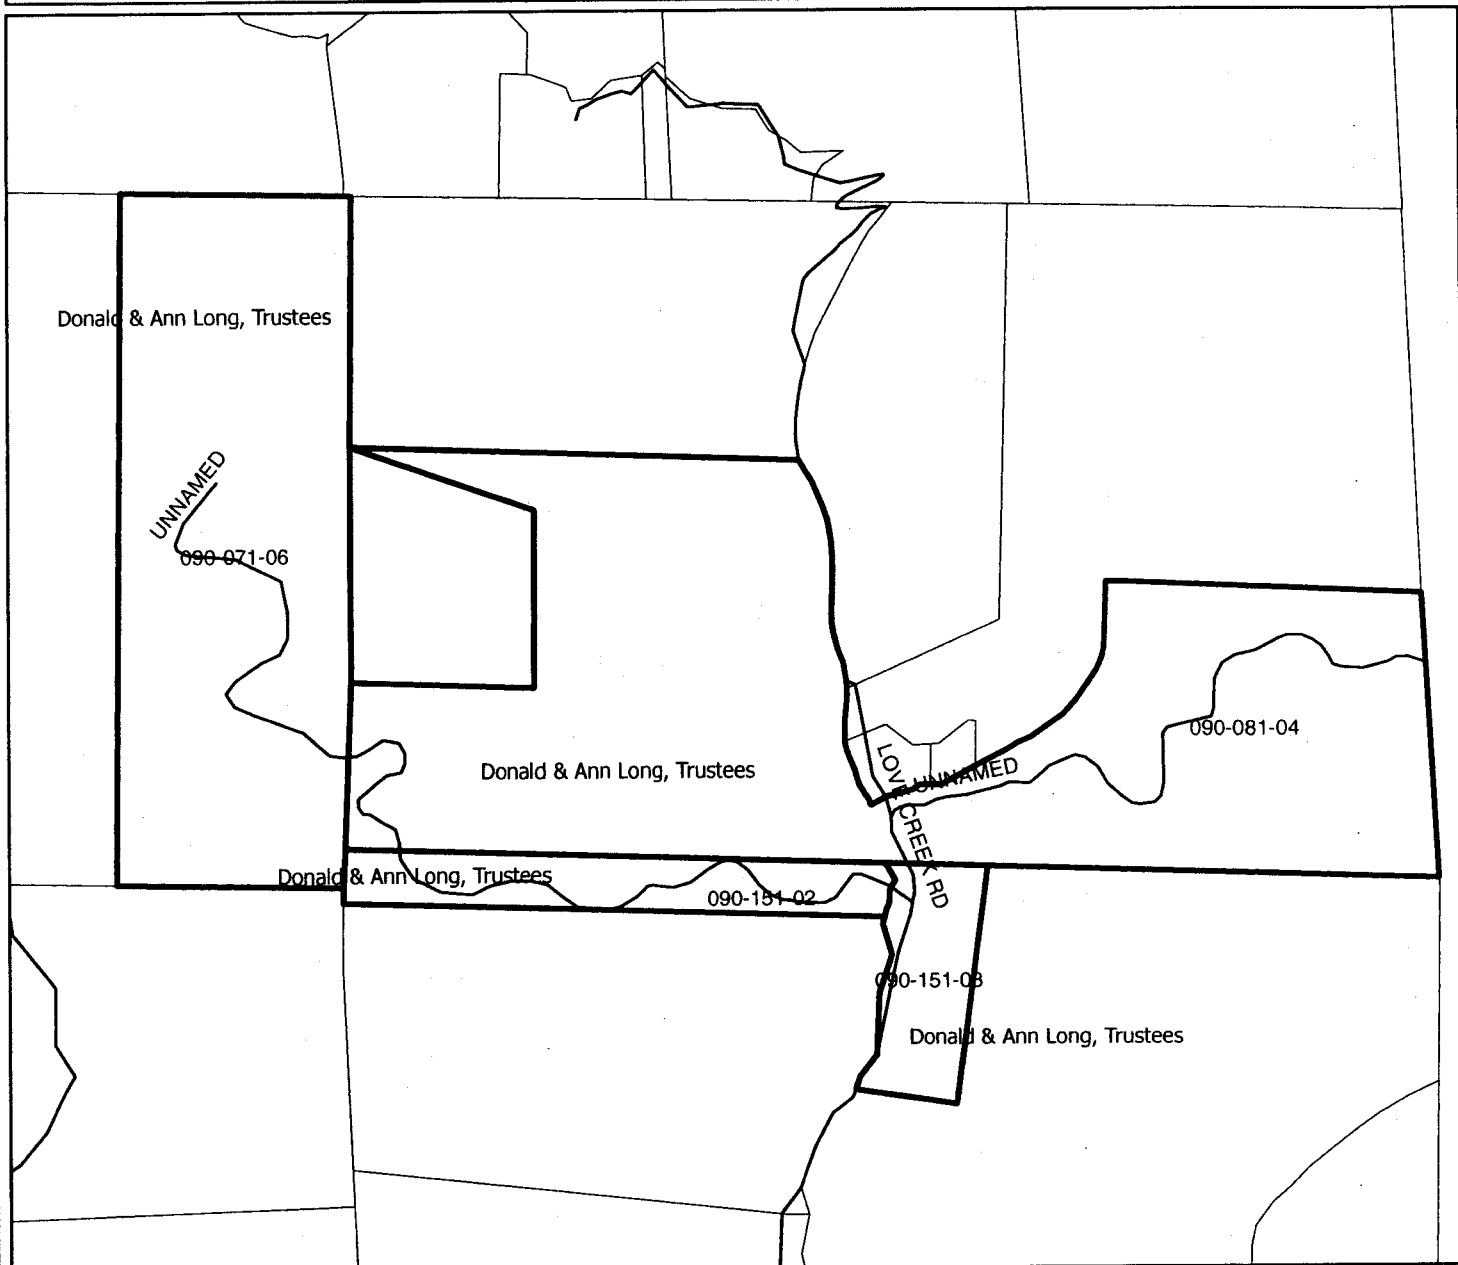 Donald & Ann Long, Trustees
UNNAMED
090-071-06
090-081-04
Donald & Ann Long, Trustees
LOVE CREEK RD
UNNAMED
Donald & Ann Long, Trustees
090-151-02
090-151-03
Donald & Ann Long, Trustees